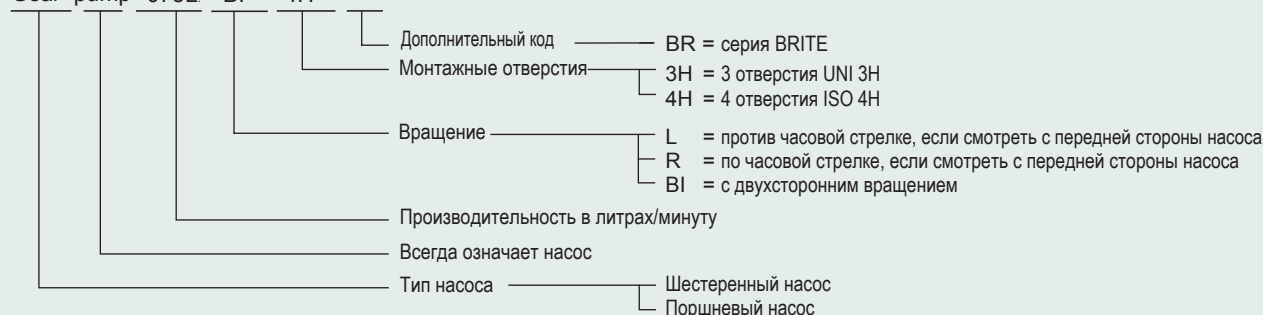 Дополнительный код BR = серия BRITE
Монтажные отверстия 3H = 3 отверстия UNI 3H
4H = 4 отверстия ISO 4H
Вращение L = против часовой стрелке, если смотреть с передней стороны насоса
R = по часовой стрелке, если смотреть с передней стороны насоса
BI = с двухсторонним вращением
Производительность в литрах/минуту
Всегда означает насос
Тип насоса Шестеренный насос
Поршневый насос